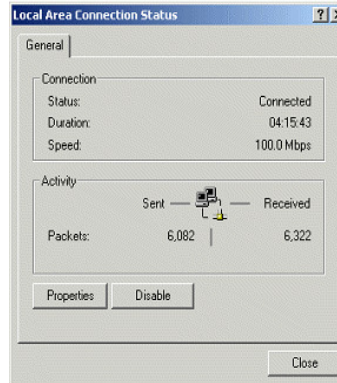 Local Area Connection Status
General
Connection
Status: Connected
Duration: 04:15:43
Speed: 100.0 Mbps
Activity
Sent Received
Packets: 6,082 6,322
Properties Disable
Close